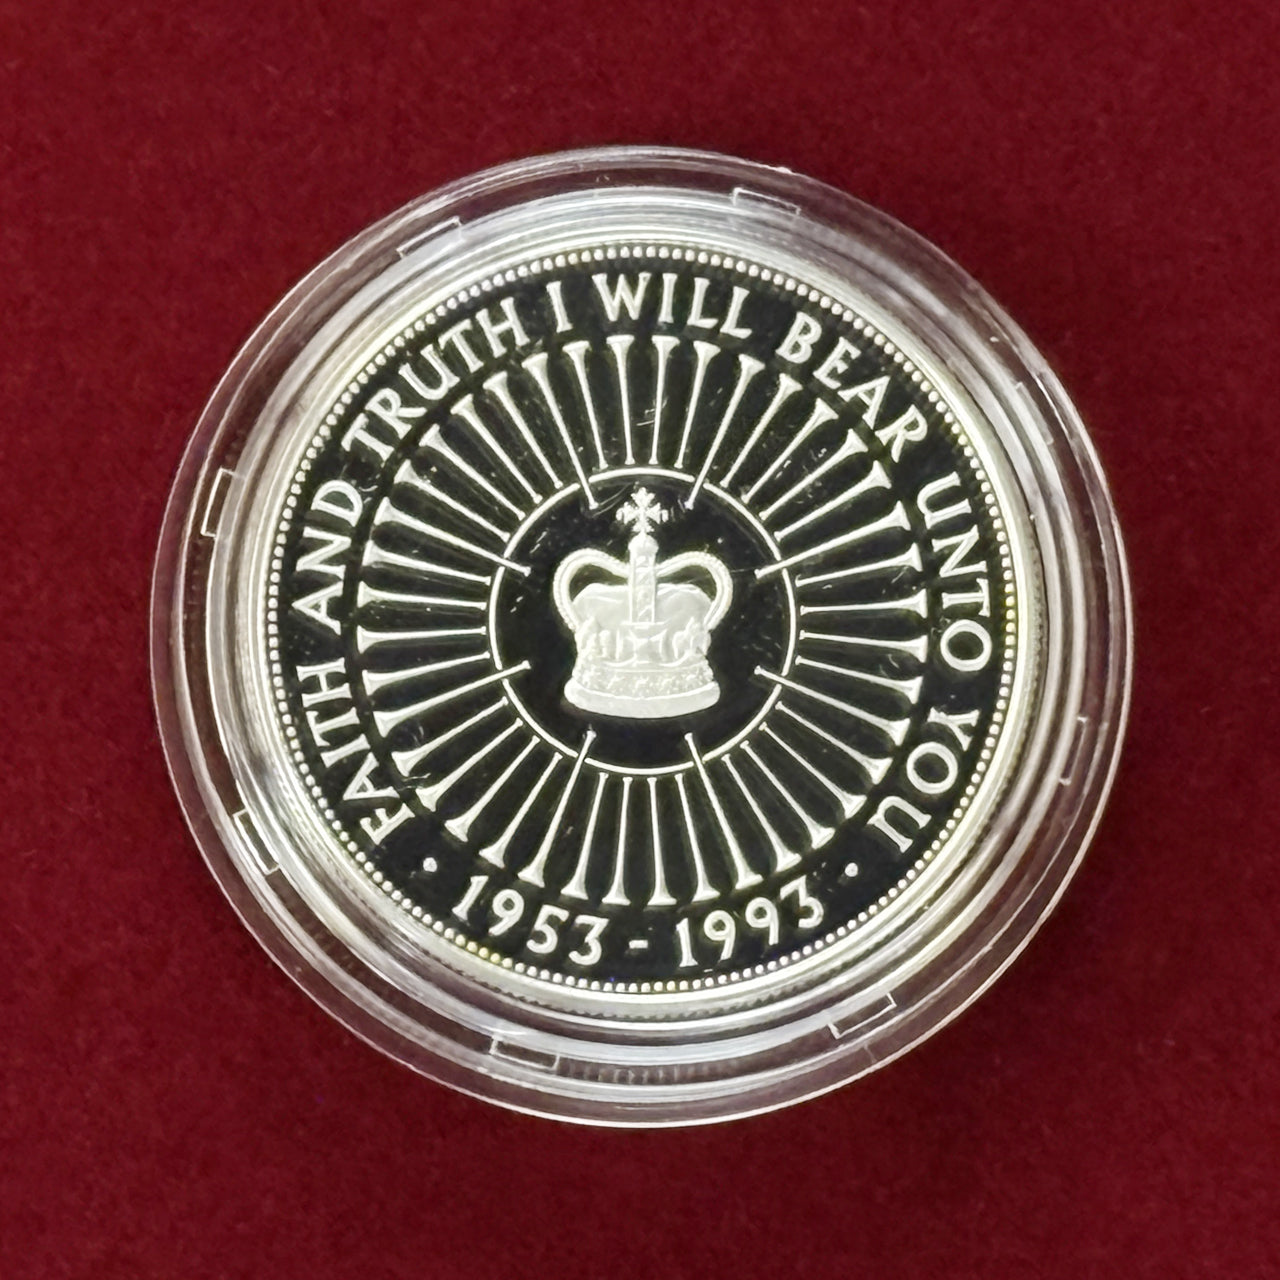 FAITH AND TRUTH I WILL BEAR UNTO YOU
· 1953 - 1993 ·